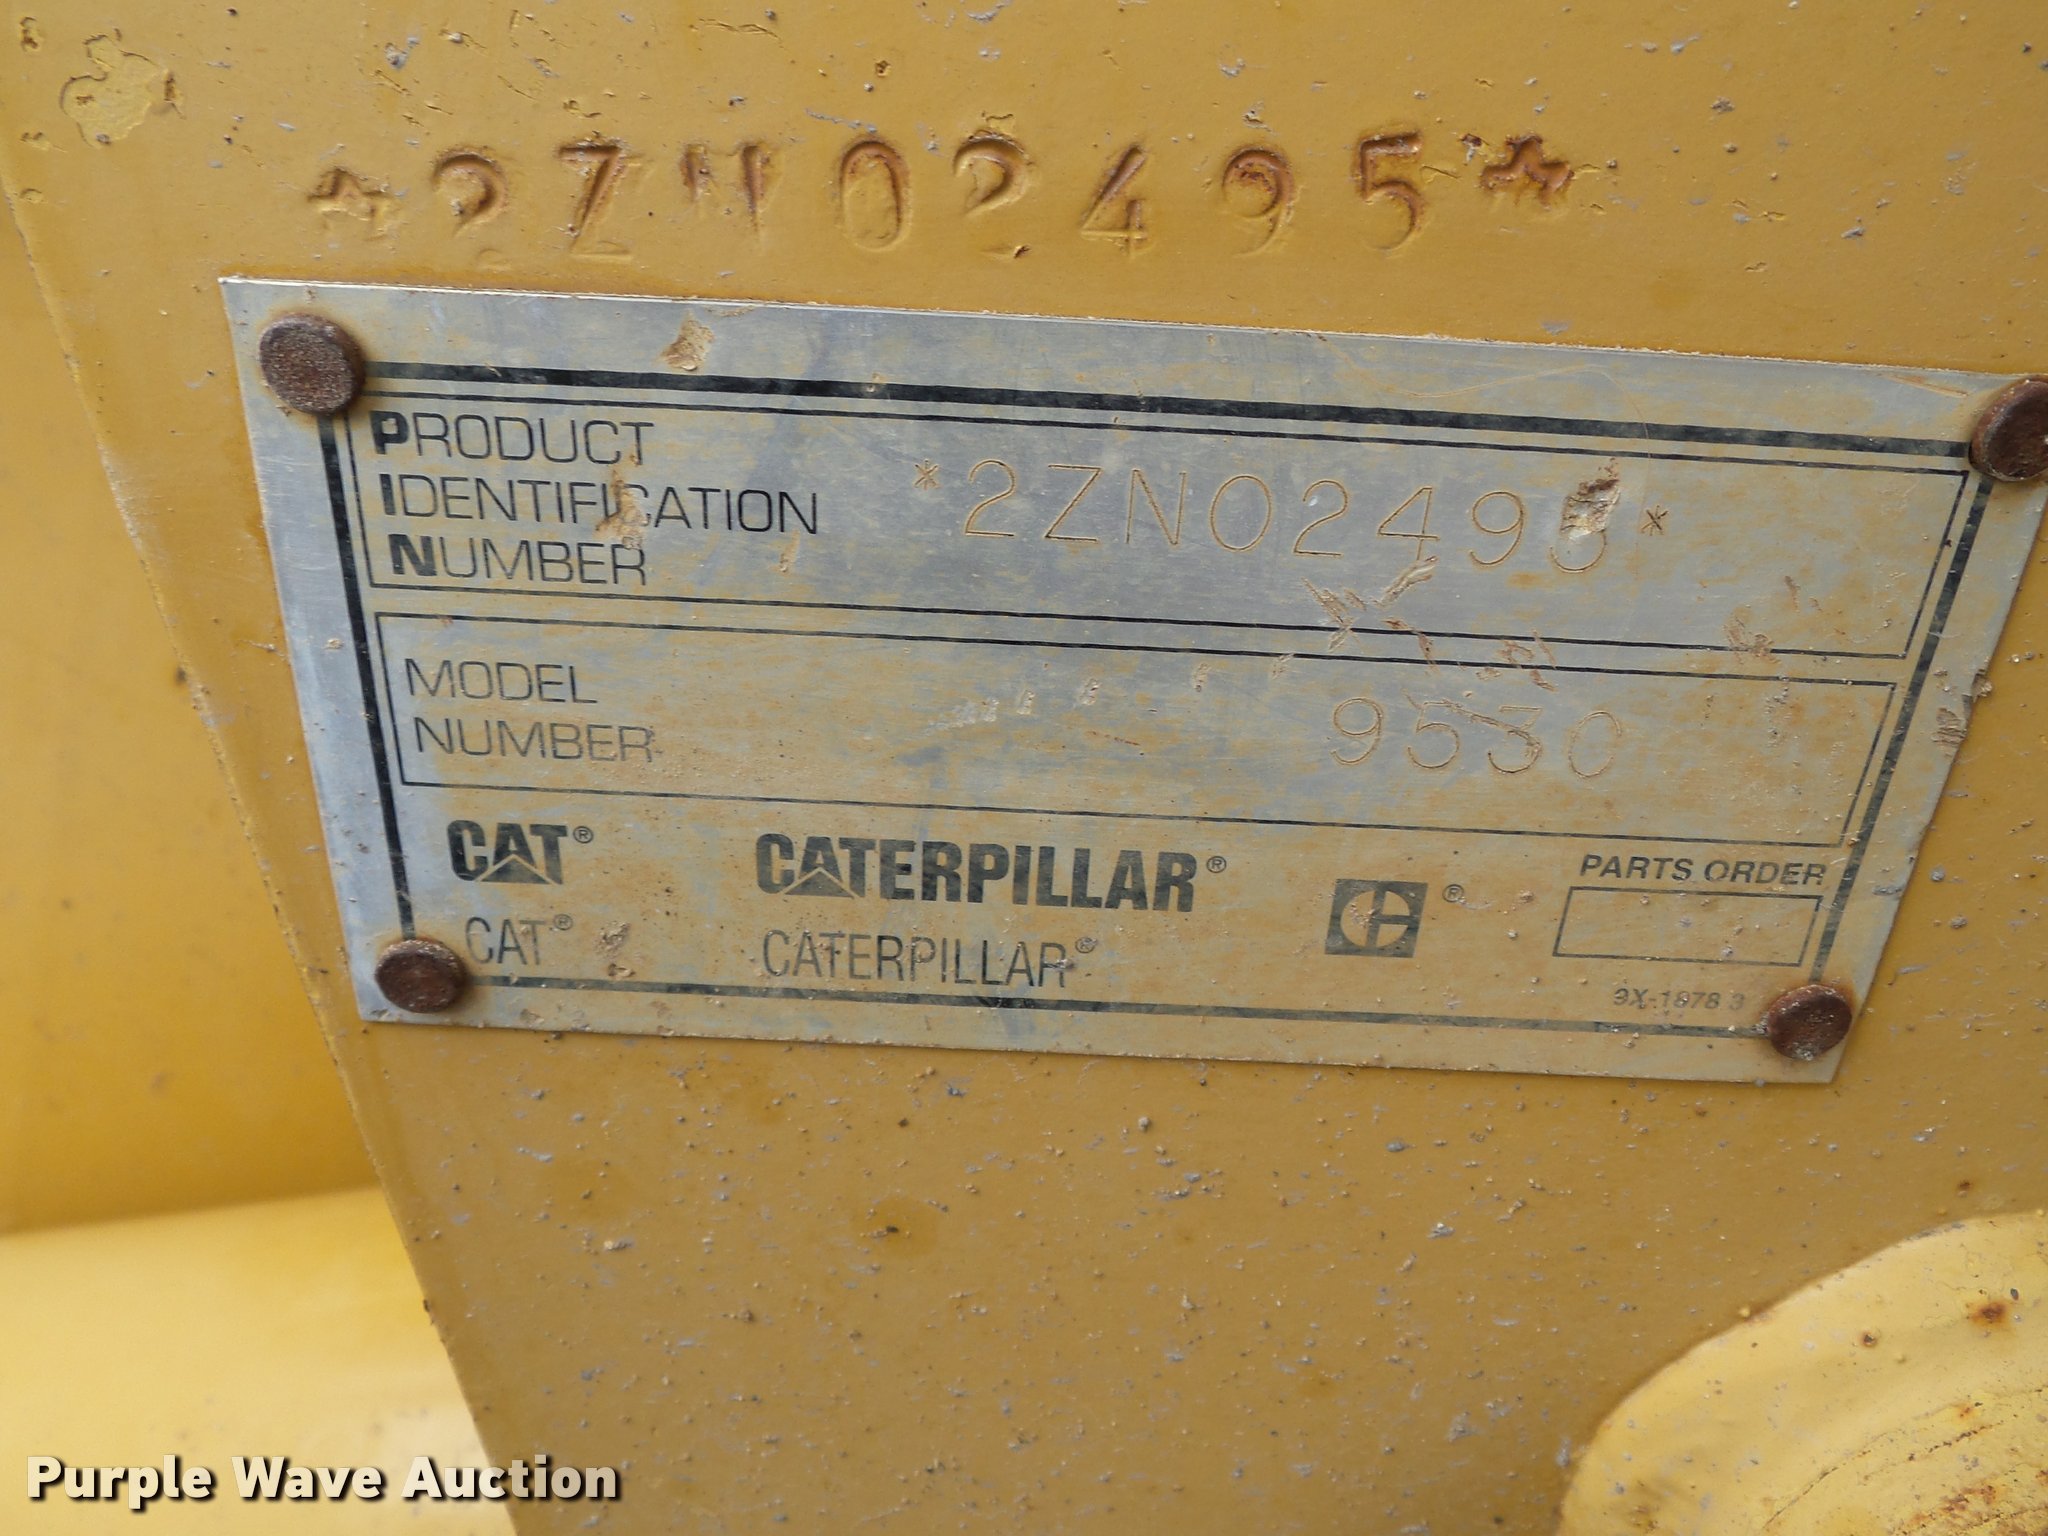 *2ZN02495*
PRODUCT
IDENTIFICATION
NUMBER
*2ZN02495*
MODEL
NUMBER
9530
CAT® CATERPILLAR® ®
PARTS ORDER
CAT® CATERPILLAR®
9X-1878 3
Purple Wave Auction